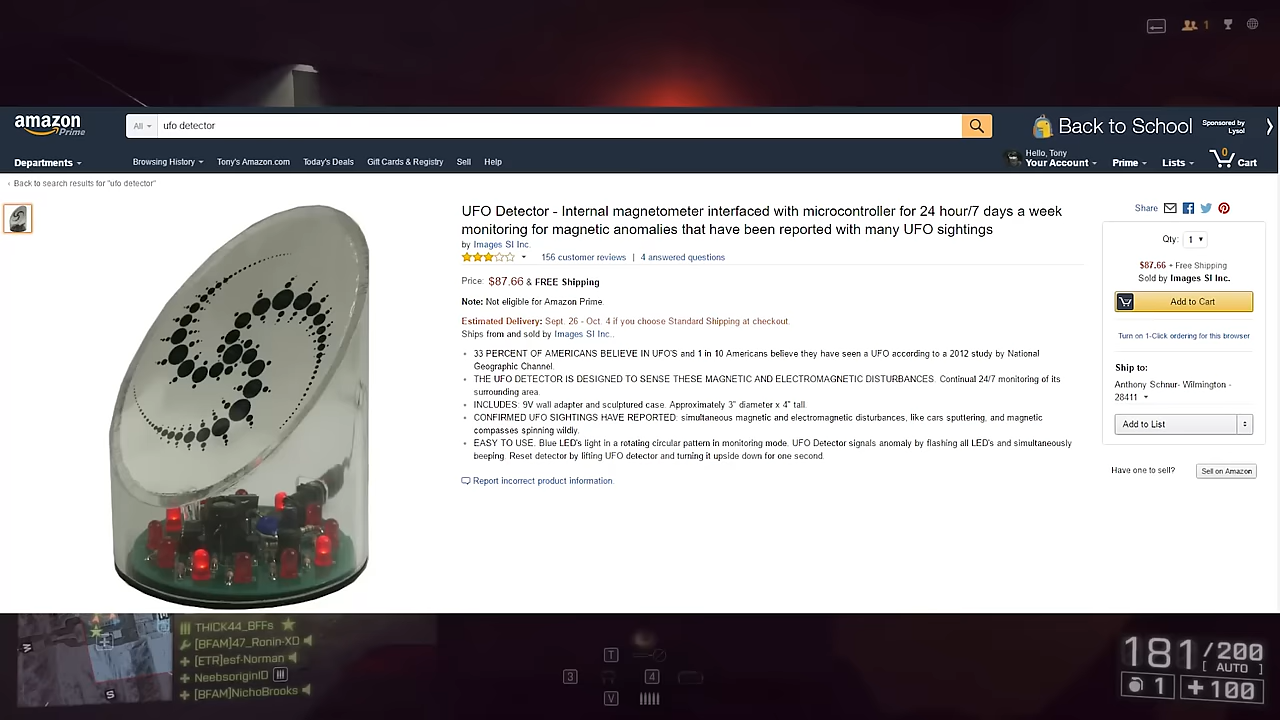 1
amazon
Prime
All
ufo detector
Back to School
Sponsored by
Lysol
Departments
Browsing History
Tony's Amazon.com
Today's Deals
Gift Cards & Registry
Sell
Help
Hello, Tony
Your Account
Prime
Lists
0
Cart
‹ Back to search results for "ufo detector"
UFO Detector - Internal magnetometer interfaced with microcontroller for 24 hour/7 days a week
monitoring for magnetic anomalies that have been reported with many UFO sightings
by Images SI Inc.
156 customer reviews | 4 answered questions
Price: $87.66 & FREE Shipping
Note: Not eligible for Amazon Prime.
Estimated Delivery: Sept. 26 - Oct. 4 if you choose Standard Shipping at checkout.
Ships from and sold by Images SI Inc..
33 PERCENT OF AMERICANS BELIEVE IN UFO'S and 1 in 10 Americans believe they have seen a UFO according to a 2012 study by National
Geographic Channel.
THE UFO DETECTOR IS DESIGNED TO SENSE THESE MAGNETIC AND ELECTROMAGNETIC DISTURBANCES. Continual 24/7 monitoring of its
surrounding area.
INCLUDES: 9V wall adapter and sculptured case. Approximately 3" diameter x 4" tall.
CONFIRMED UFO SIGHTINGS HAVE REPORTED: simultaneous magnetic and electromagnetic disturbances, like cars sputtering, and magnetic
compasses spinning wildly.
EASY TO USE. Blue LED's light in a rotating circular pattern in monitoring mode. UFO Detector signals anomaly by flashing all LED's and simultaneously
beeping. Reset detector by lifting UFO detector and turning it upside down for one second.
Report incorrect product information.
Share
Qty: 1
$87.66 + Free Shipping
Sold by Images SI Inc.
Add to Cart
Turn on 1-Click ordering for this browser
Ship to:
Anthony Schnur- Wilmington -
28411
Add to List
Have one to sell?
Sell on Amazon
THICK44_BFFs
[BFAM]47_Ronin-XD
[ETR]esf-Norman
NeebsoriginID
[BFAM]NichoBrooks
W
S
T
3
4
V
181/200
[ AUTO ]
1
+100